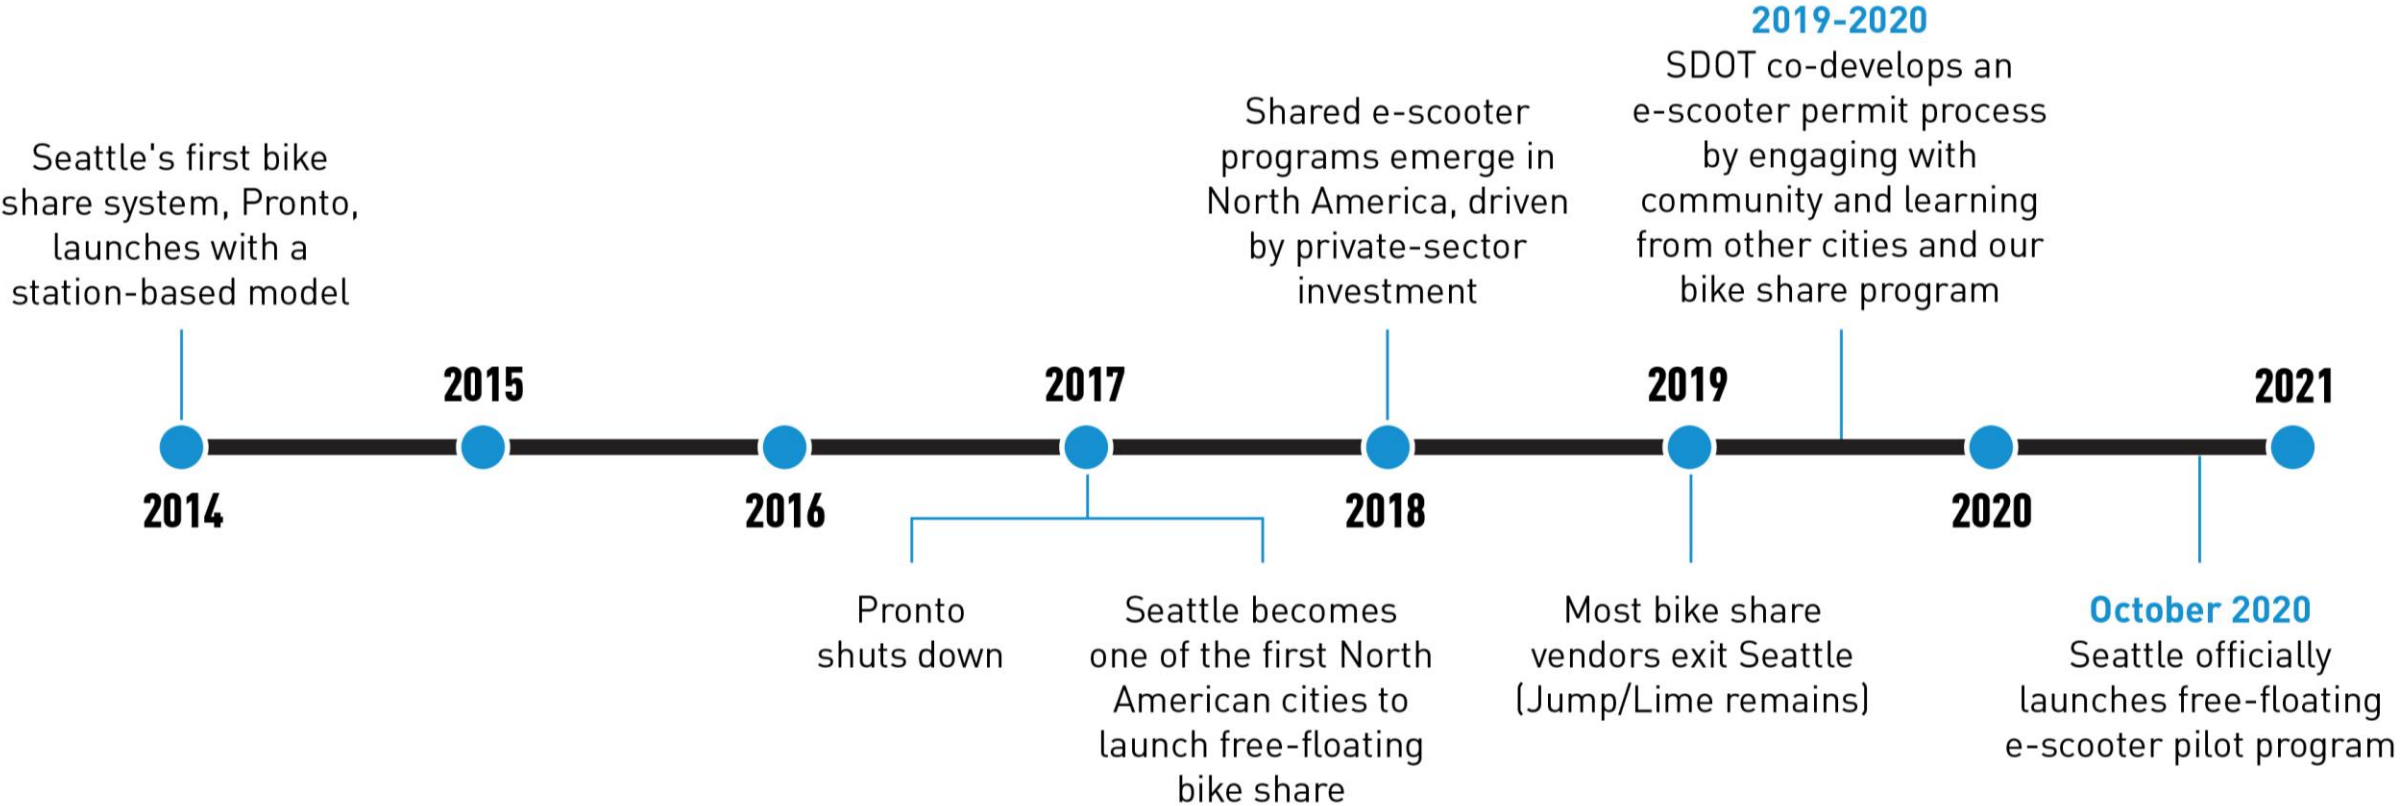 Seattle's first bike
share system, Pronto,
launches with a
station-based model
Shared e-scooter
programs emerge in
North America, driven
by private-sector
investment
2019-2020
SDOT co-develops an
e-scooter permit process
by engaging with
community and learning
from other cities and our
bike share program
2014
2015
2016
2017
2018
2019
2020
2021
Pronto
shuts down
Seattle becomes
one of the first North
American cities to
launch free-floating
bike share
Most bike share
vendors exit Seattle
(Jump/Lime remains)
October 2020
Seattle officially
launches free-floating
e-scooter pilot program